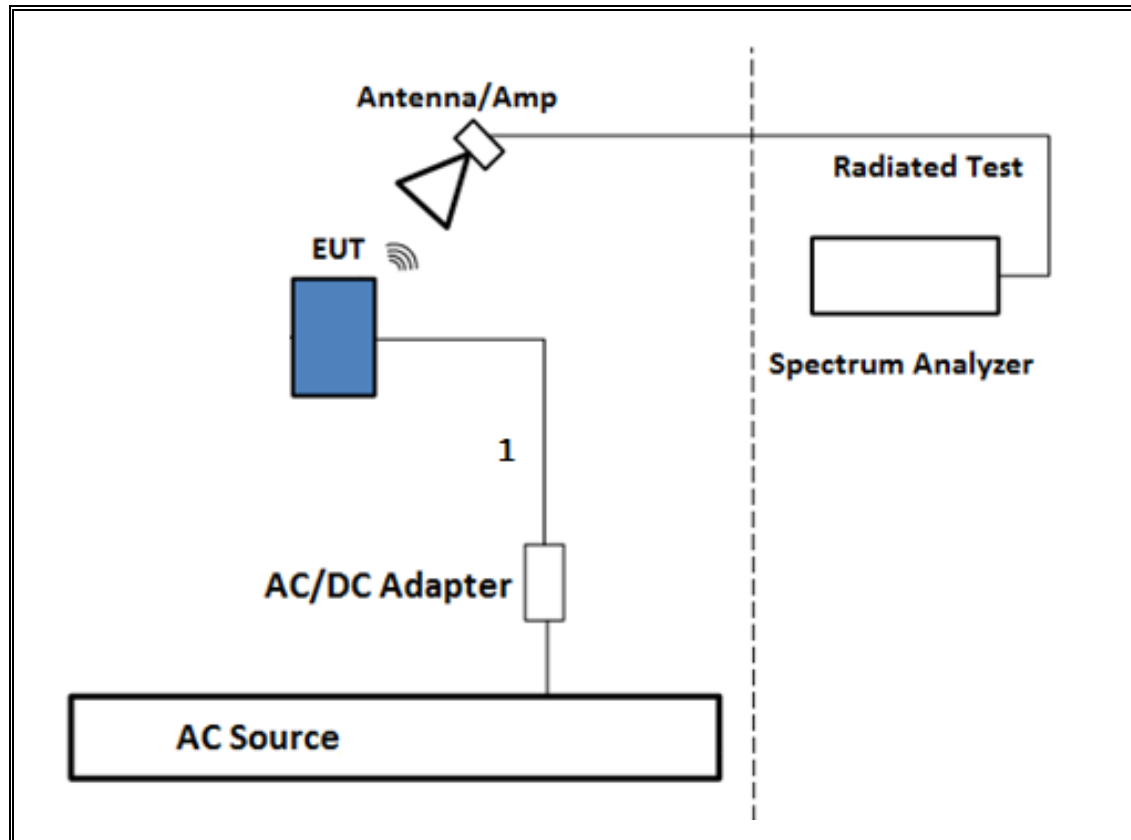 Antenna/Amp
Radiated Test
EUT
Spectrum Analyzer
1
AC/DC Adapter
AC Source